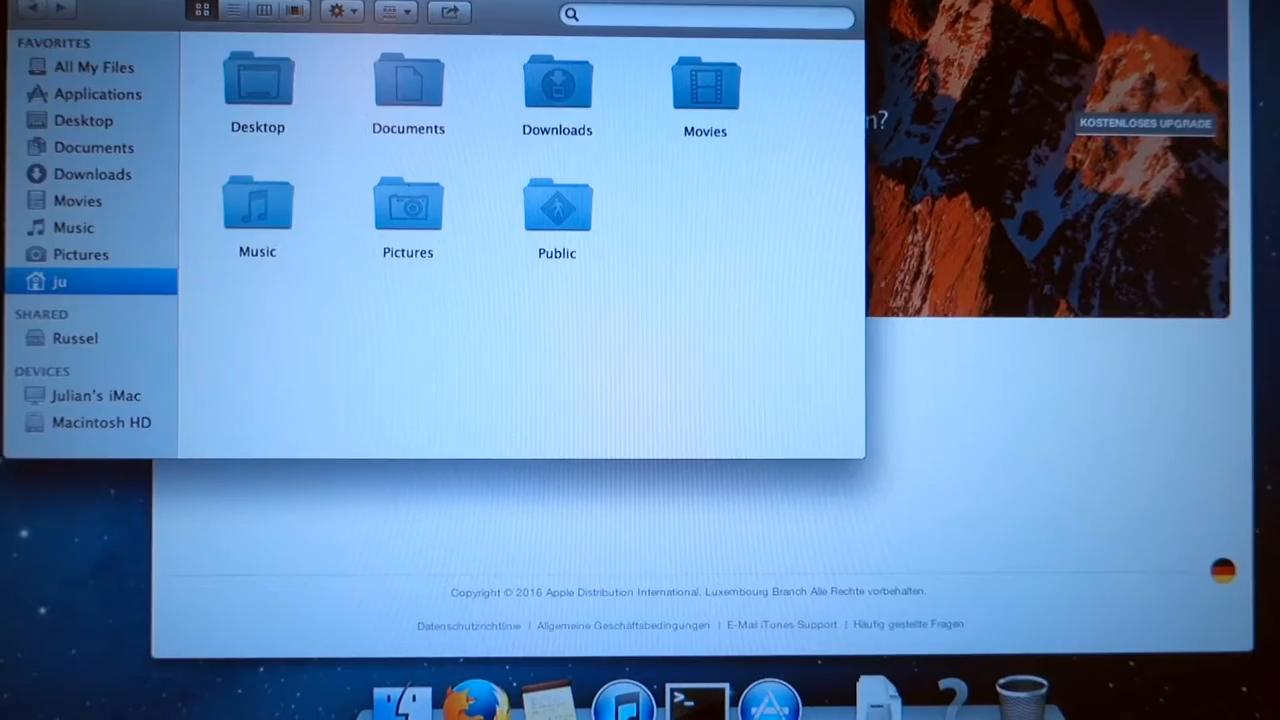 FAVORITES
All My Files
Applications
Desktop
Documents
Downloads
Movies
Music
Pictures
ju
SHARED
Russel
DEVICES
Julian's iMac
Macintosh HD
Desktop
Documents
Downloads
Movies
Music
Pictures
Public
n?
KOSTENLOSES UPGRADE
Copyright © 2016 Apple Distribution International, Luxembourg Branch Alle Rechte vorbehalten.
Datenschutzrichtlinie | Allgemeine Geschäftsbedingungen | E-Mail iTunes Support | Häufig gestellte Fragen